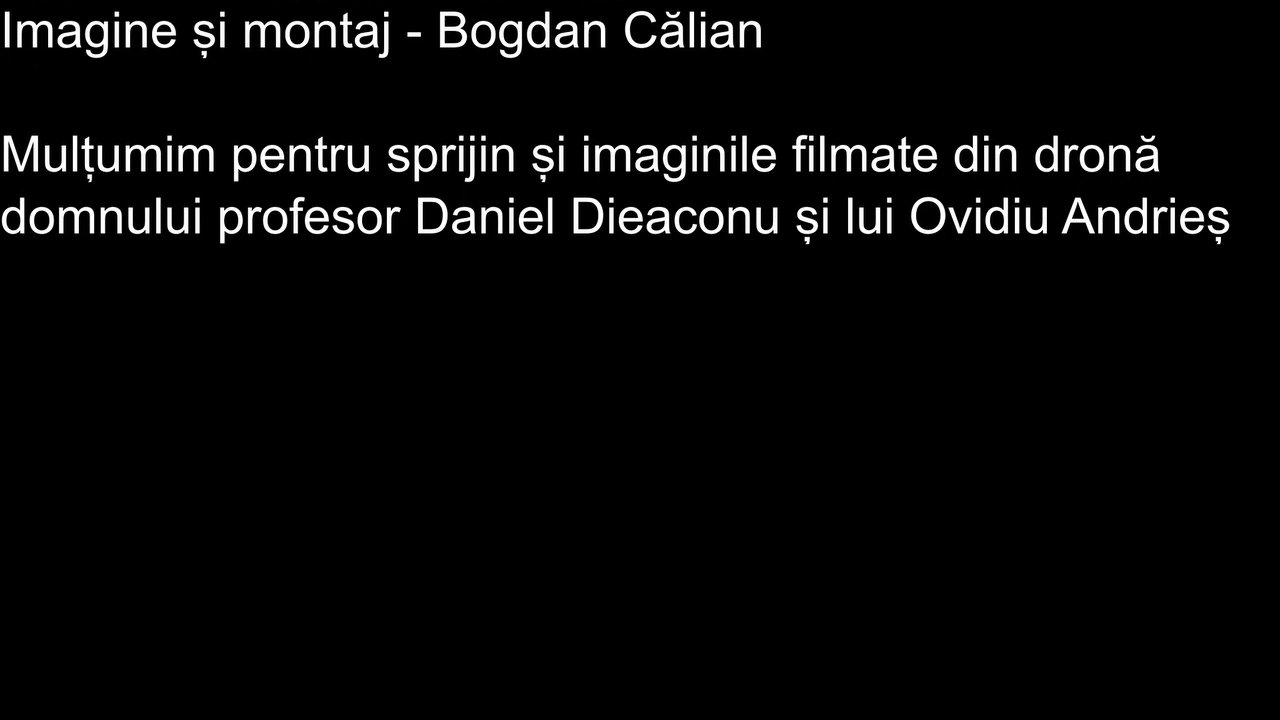 Imagine și montaj - Bogdan Călian
Mulțumim pentru sprijin și imaginile filmate din dronă
domnului profesor Daniel Dieaconu și lui Ovidiu Andrieș